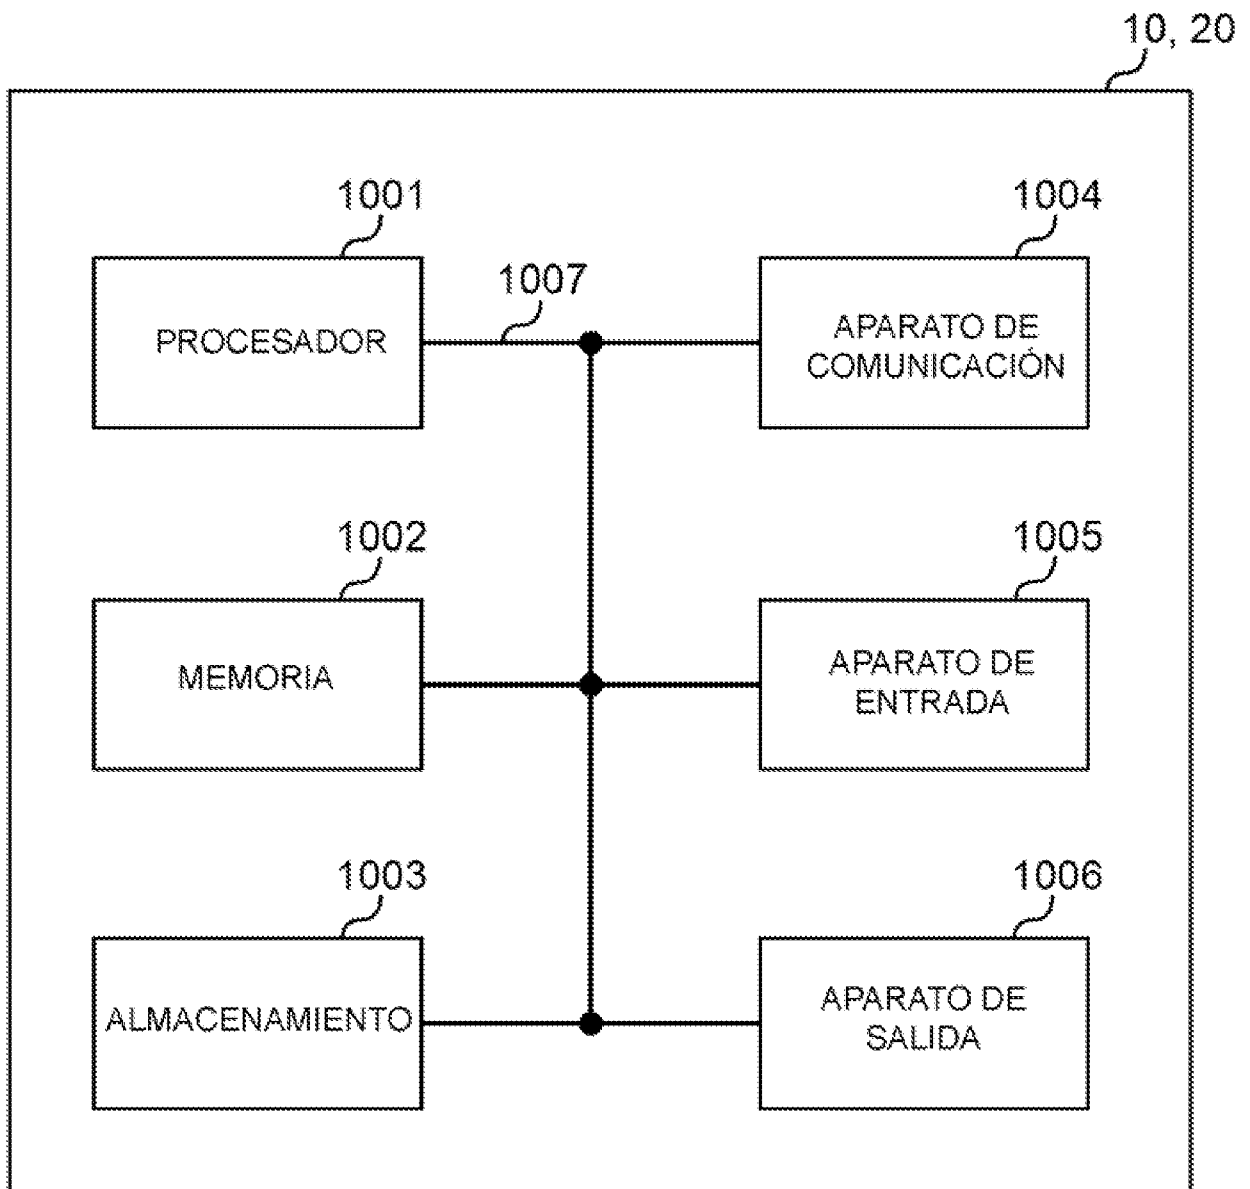 10, 20
1001
1004
1007
PROCESADOR
APARATO DE
COMUNICACIÓN
1002
1005
MEMORIA
APARATO DE
ENTRADA
1003
1006
ALMACENAMIENTO
APARATO DE
SALIDA